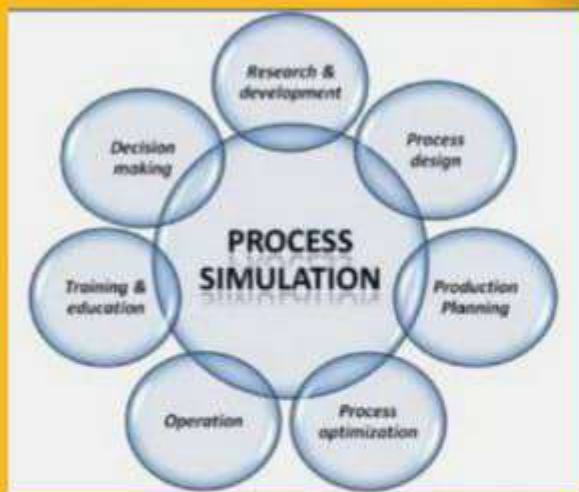 Research &
development
Process
design
Production
Planning
Process
optimization
Operation
Training &
education
Decision
making
PROCESS
SIMULATION